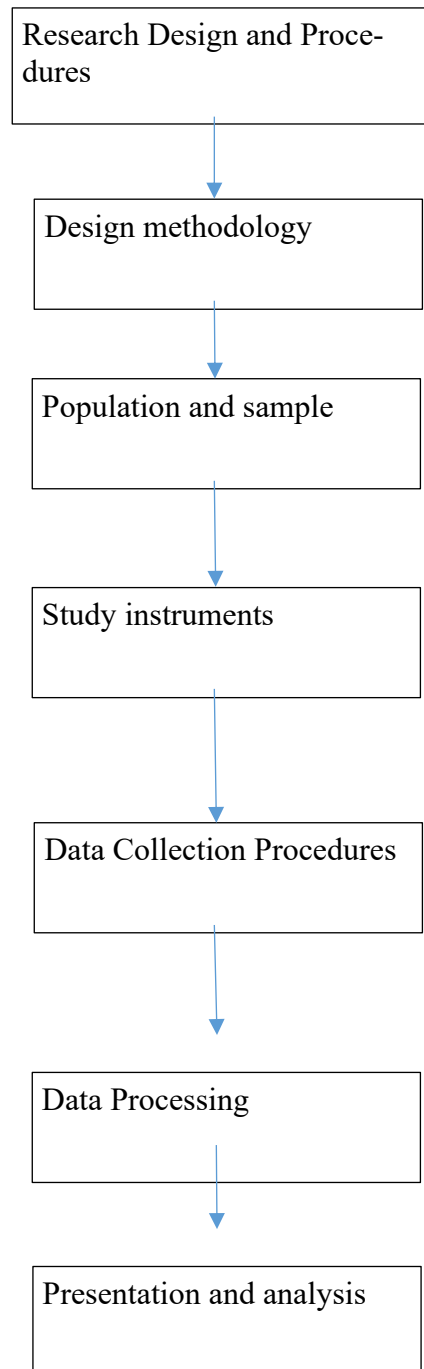 Research Design and Proce-
dures
Design methodology
Population and sample
Study instruments
Data Collection Procedures
Data Processing
Presentation and analysis